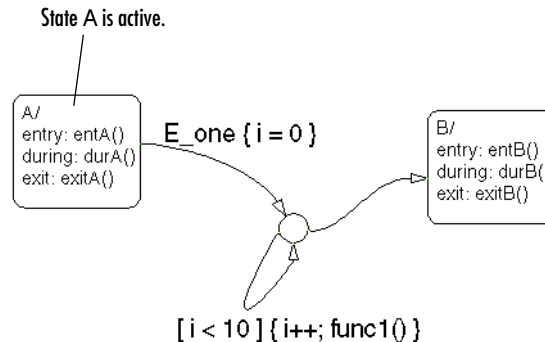 State A is active.
A/
entry: entA()
during: durA()
exit: exitA()
E_one { i = 0 }
B/
entry: entB()
during: durB(
exit: exitB()
[ i < 10 ] { i++; func1() }